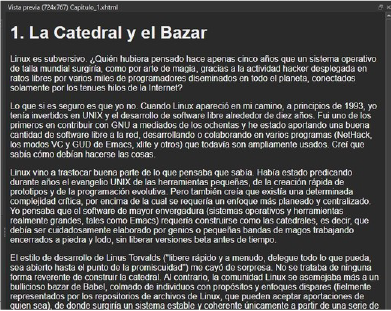 Vista previa (724x767) Capitulo_1.xhtml
1. La Catedral y el Bazar
Linux es subversivo. ¿Quién hubiera pensado hace apenas cinco años que un sistema operativo
de talla mundial surgiría, como por arte de magia, gracias a la actividad hacker desplegada en
ratos libres por varios miles de programadores diseminados en todo el planeta, conectados
solamente por los tenues hilos de la Internet?
Lo que si es seguro es que yo no. Cuando Linux apareció en mi camino, a principios de 1993, yo
tenía invertidos en UNIX y el desarrollo de software libre alrededor de diez años. Fui uno de los
primeros en contribuir con GNU a mediados de los ochentas y he estado aportando una buena
cantidad de software libre a la red, desarrollando o colaborando en varios programas (NetHack,
los modos VC y GUD de Emacs, xlife y otros) que todavía son ampliamente usados. Creí que
sabía cómo debían hacerse las cosas.
Linux vino a trastocar buena parte de lo que pensaba que sabía. Había estado predicando
durante años el evangelio UNIX de las herramientas pequeñas, de la creación rápida de
prototipos y de la programación evolutiva. Pero también creía que existía una determinada
complejidad crítica, por encima de la cual se requería un enfoque más planeado y centralizado.
Yo pensaba que el software de mayor envergadura (sistemas operativos y herramientas
realmente grandes, tales como Emacs) requería construirse como las catedrales, es decir, que
debía ser cuidadosamente elaborado por genios o pequeñas bandas de magos trabajando
encerrados a piedra y lodo, sin liberar versiones beta antes de tiempo.
El estilo de desarrollo de Linus Torvalds ("libere rápido y a menudo, delegue todo lo que pueda,
sea abierto hasta el punto de la promiscuidad") me cayó de sorpresa. No se trataba de ninguna
forma reverente de construir la catedral. Al contrario, la comunidad Linux se asemejaba más a un
bullicioso bazar de Babel, colmado de individuos con propósitos y enfoques dispares (fielmente
representados por los repositorios de archivos de Linux, que pueden aceptar aportaciones de
quien sea), de donde surgiría un sistema estable y coherente únicamente a partir de una serie de